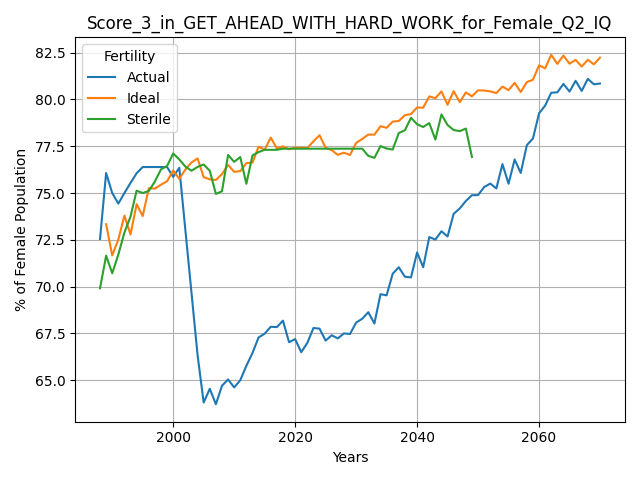 Score_3_in_GET_AHEAD_WITH_HARD_WORK_for_Female_Q2_IQ
Fertility
Actual
Ideal
Sterile
% of Female Population
82.5
80.0
77.5
75.0
72.5
70.0
67.5
65.0
2000
2020
2040
2060
Years